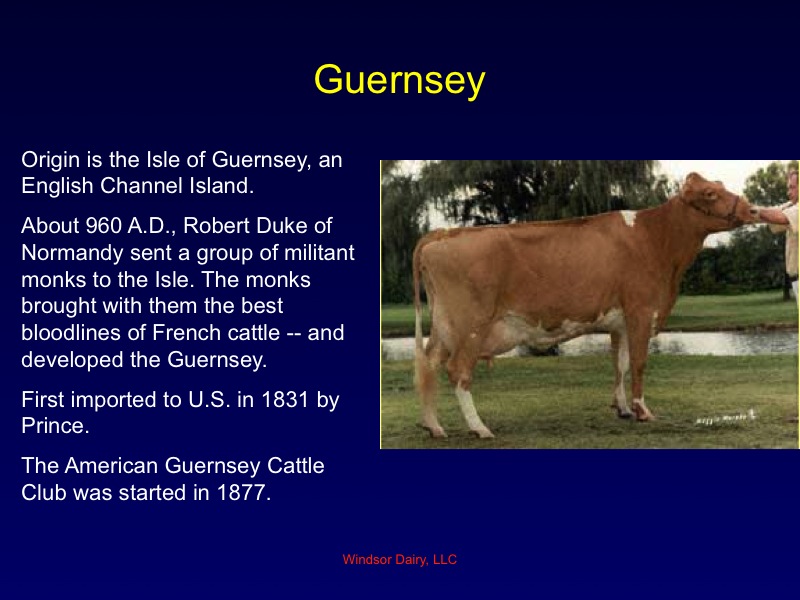 Guernsey
Origin is the Isle of Guernsey, an
English Channel Island.
About 960 A.D., Robert Duke of
Normandy sent a group of militant
monks to the Isle. The monks
brought with them the best
bloodlines of French cattle -- and
developed the Guernsey.
First imported to U.S. in 1831 by
Prince.
The American Guernsey Cattle
Club was started in 1877.
Windsor Dairy, LLC